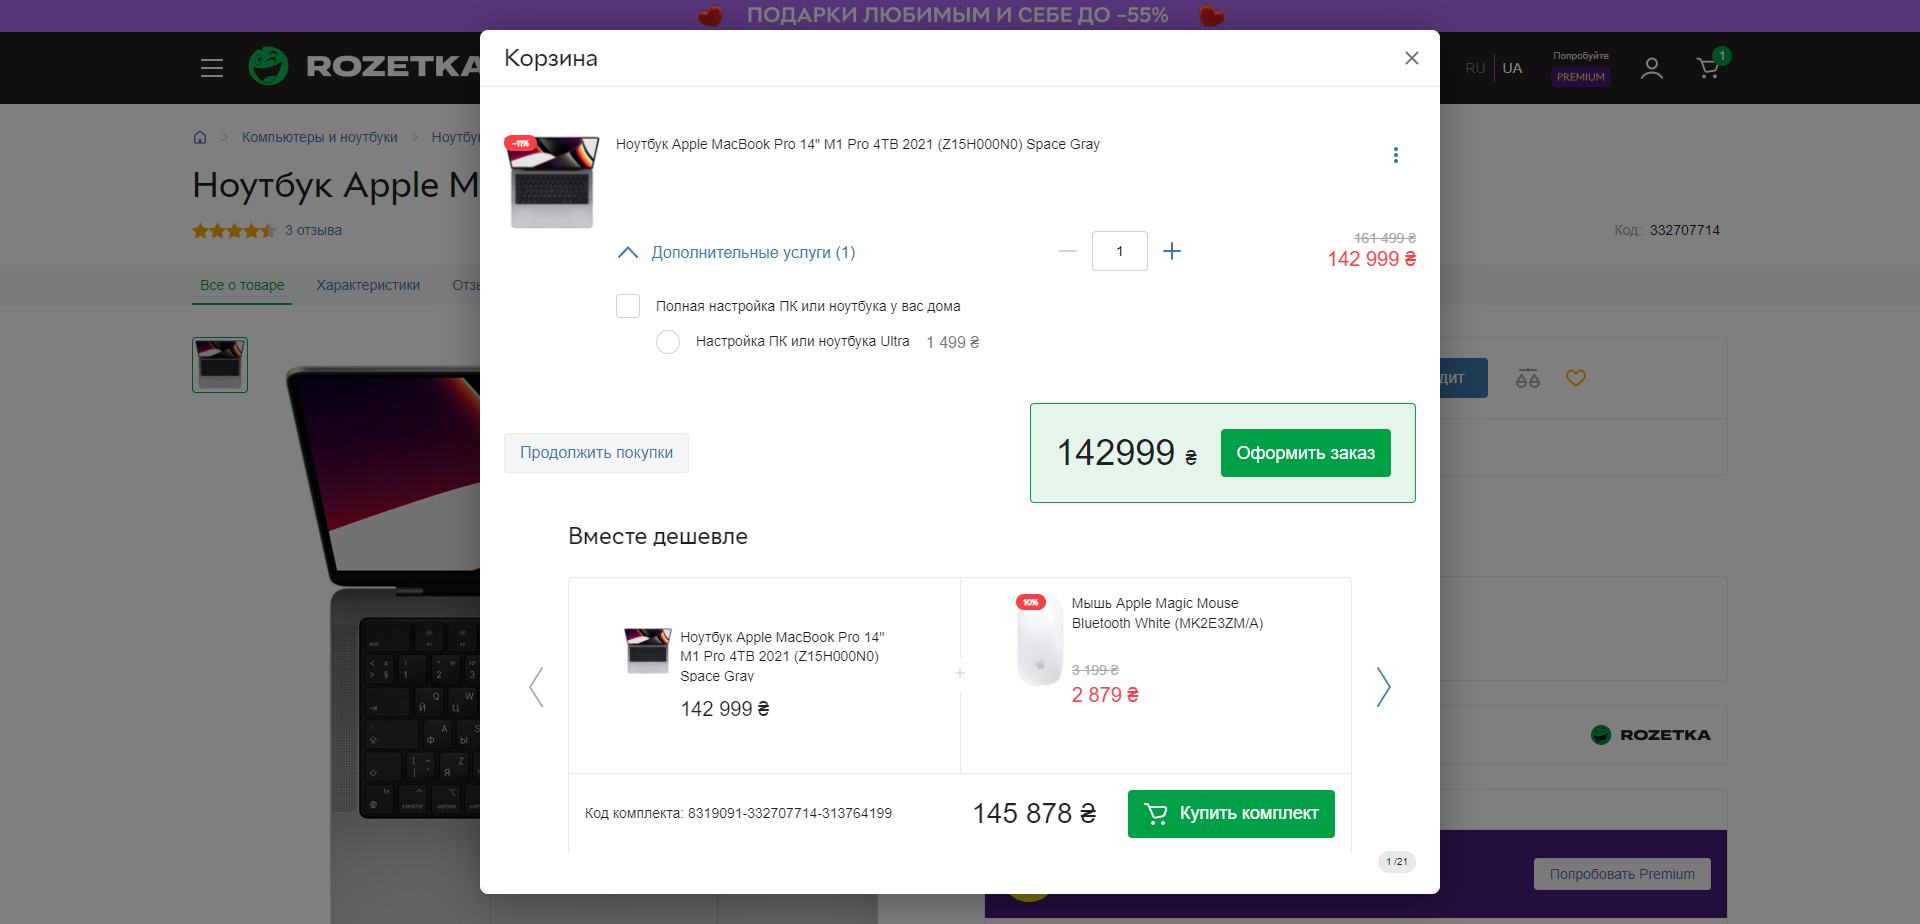 ПОДАРКИ ЛЮБИМЫМ И СЕБЕ ДО –55%
ROZETKA
RU
UA
Попробуйте
PREMIUM
1
Компьютеры и ноутбуки
Ноутбу
Ноутбук Apple M
3 отзыва
Код: 332707714
Все о товаре
Характеристики
Отзы
дит
Корзина
–11%
Ноутбук Apple MacBook Pro 14" M1 Pro 4TB 2021 (Z15H000N0) Space Gray
Дополнительные услуги (1)
1
161 499 ₴
142 999 ₴
Полная настройка ПК или ноутбука у вас дома
Настройка ПК или ноутбука Ultra 1 499 ₴
Продолжить покупки
142999 ₴
Оформить заказ
Вместе дешевле
Ноутбук Apple MacBook Pro 14"
M1 Pro 4TB 2021 (Z15H000N0)
Space Gray
142 999 ₴
+
10%
Мышь Apple Magic Mouse
Bluetooth White (MK2E3ZM/A)
3 199 ₴
2 879 ₴
Код комплекта: 8319091-332707714-313764199
145 878 ₴
Купить комплект
1 /21
ROZETKA
Попробовать Premium